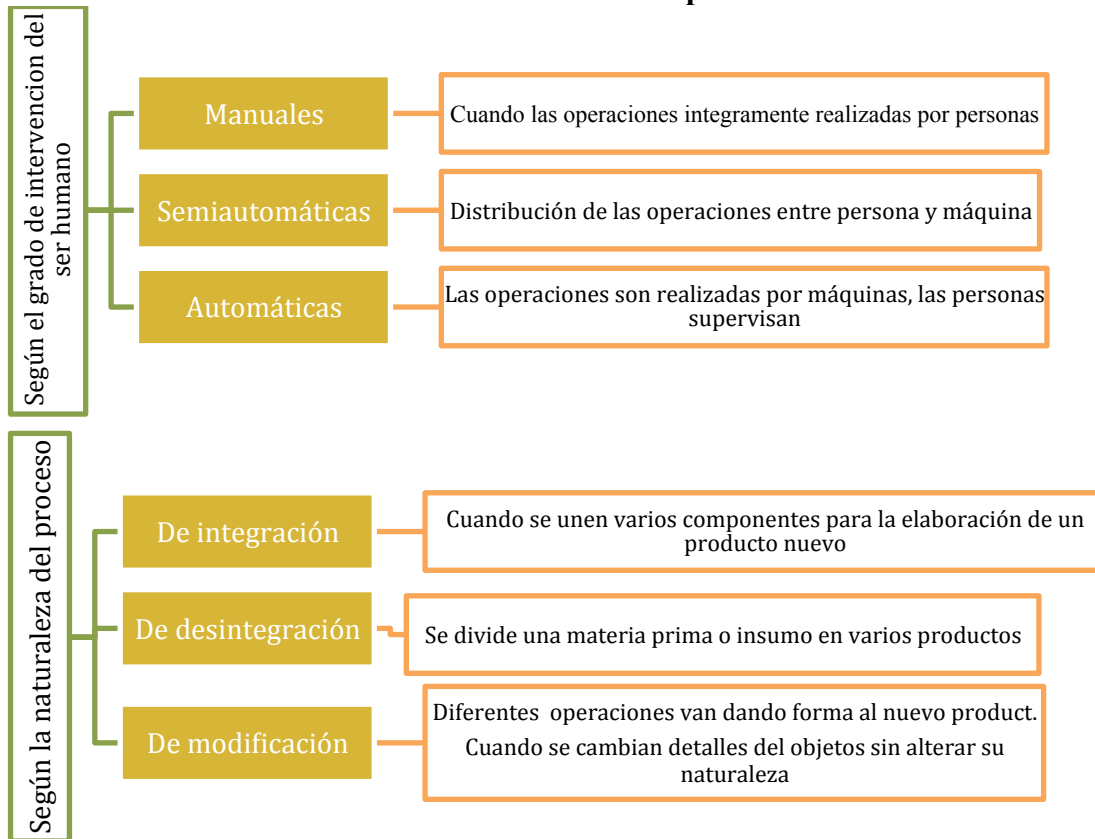 Según el grado de intervencion del
ser humano
Manuales
Cuando las operaciones integramente realizadas por personas
Semiautomáticas
Distribución de las operaciones entre persona y máquina
Automáticas
Las operaciones son realizadas por máquinas, las personas
supervisan
Según la naturaleza del proceso
De integración
Cuando se unen varios componentes para la elaboración de un
producto nuevo
De desintegración
Se divide una materia prima o insumo en varios productos
De modificación
Diferentes operaciones van dando forma al nuevo product.
Cuando se cambian detalles del objetos sin alterar su
naturaleza